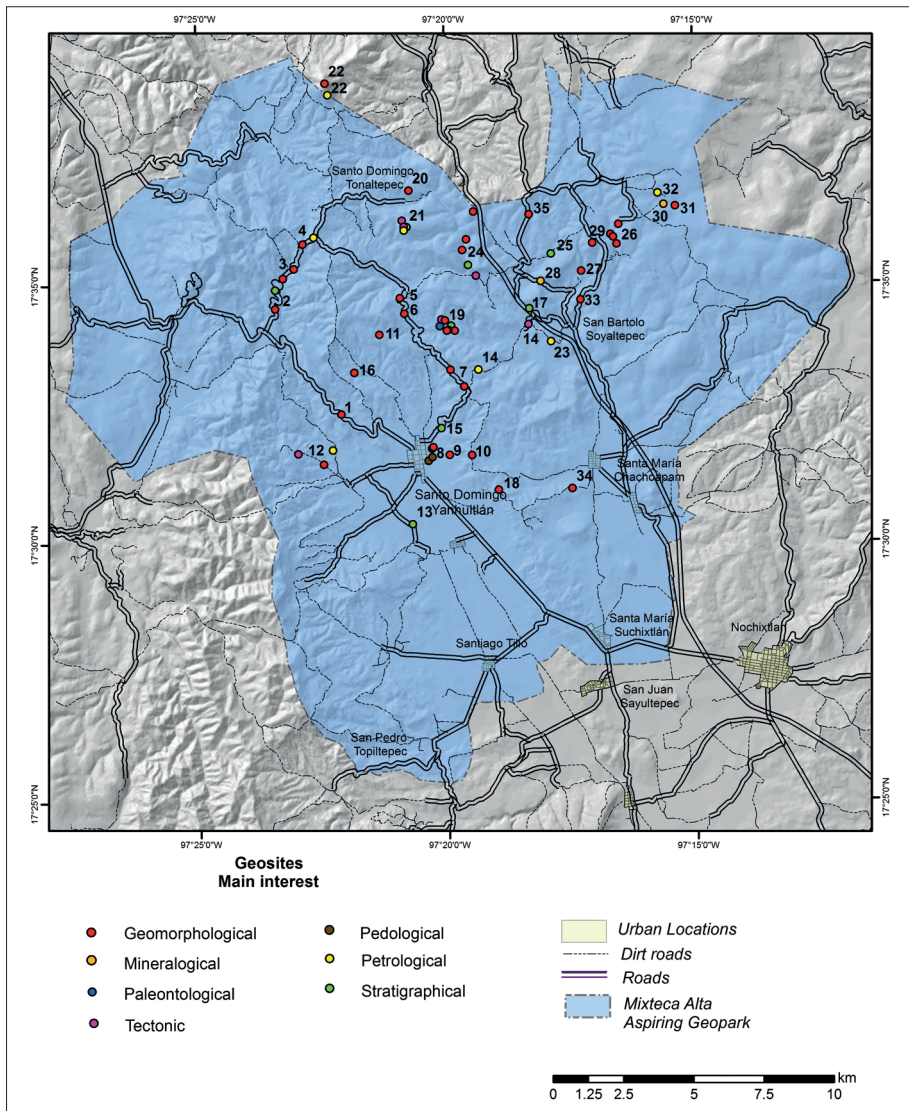 97°25'0"W
97°20'0"W
97°15'0"W
22
22
Santo Domingo
Tonaltepec
20
32
30
31
21
35
4
29
26
24
25
3
28
27
17°35'0"N
17°35'0"N
2
5
6
17
33
19
San Bartolo
Soyaltepec
11
14
23
14
16
7
1
15
12
8
9
10
Santa María
Chachoapam
18
34
Santo Domingo
Yanhuitlán
13
17°30'0"N
17°30'0"N
Santa María
Suchixtlán
Nochixtlán
Santiago Tillo
San Juan
Sayultepec
San Pedro
Topiltepec
17°25'0"N
17°25'0"N
97°25'0"W
97°20'0"W
97°15'0"W
Geosites
Main interest
Geomorphological
Mineralogical
Paleontological
Tectonic
Pedological
Petrological
Stratigraphical
Urban Locations
Dirt roads
Roads
Mixteca Alta
Aspiring Geopark
km
0 1.25 2.5 5 7.5 10